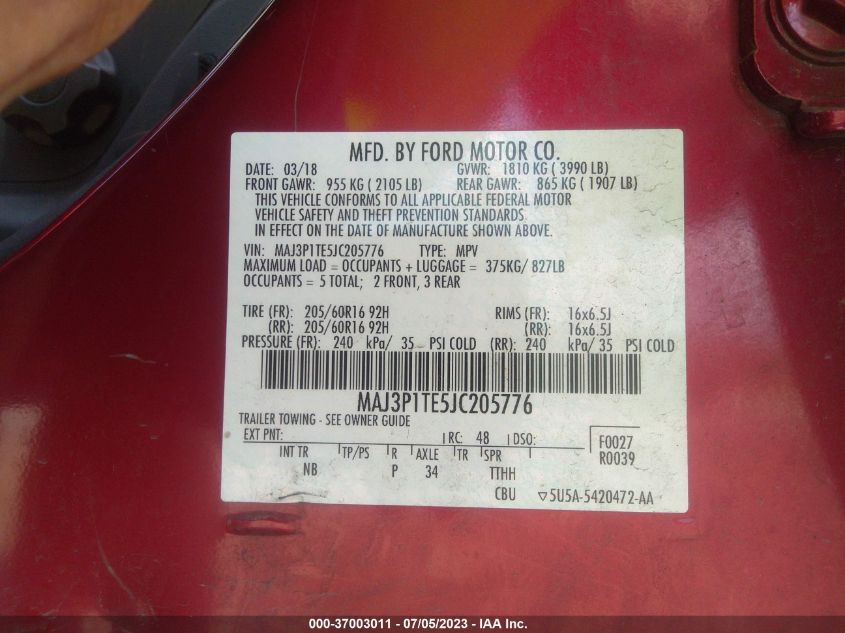 MFD. BY FORD MOTOR CO.
DATE: 03/18 GVWR: 1810 KG ( 3990 LB)
FRONT GAWR: 955 KG ( 2105 LB) REAR GAWR: 865 KG ( 1907 LB)
THIS VEHICLE CONFORMS TO ALL APPLICABLE FEDERAL MOTOR
VEHICLE SAFETY AND THEFT PREVENTION STANDARDS
IN EFFECT ON THE DATE OF MANUFACTURE SHOWN ABOVE.
VIN: MAJ3P1TE5JC205776 TYPE: MPV
MAXIMUM LOAD = OCCUPANTS + LUGGAGE = 375KG/ 827LB
OCCUPANTS = 5 TOTAL; 2 FRONT, 3 REAR
TIRE (FR): 205/60R16 92H RIMS (FR): 16x6.5J
(RR): 205/60R16 92H (RR): 16x6.5J
PRESSURE (FR): 240 kPa/ 35 PSI COLD (RR): 240 kPa/ 35 PSI COLD
MAJ3P1TE5JC205776
TRAILER TOWING - SEE OWNER GUIDE
EXT PNT: RC: 48 DSO: F0027
R0039
INT TR TP/PS R AXLE TR SPR
NB P 34 TTHH
CBU ▽5U5A-5420472-AA
000-37003011 - 07/05/2023 - IAA Inc.